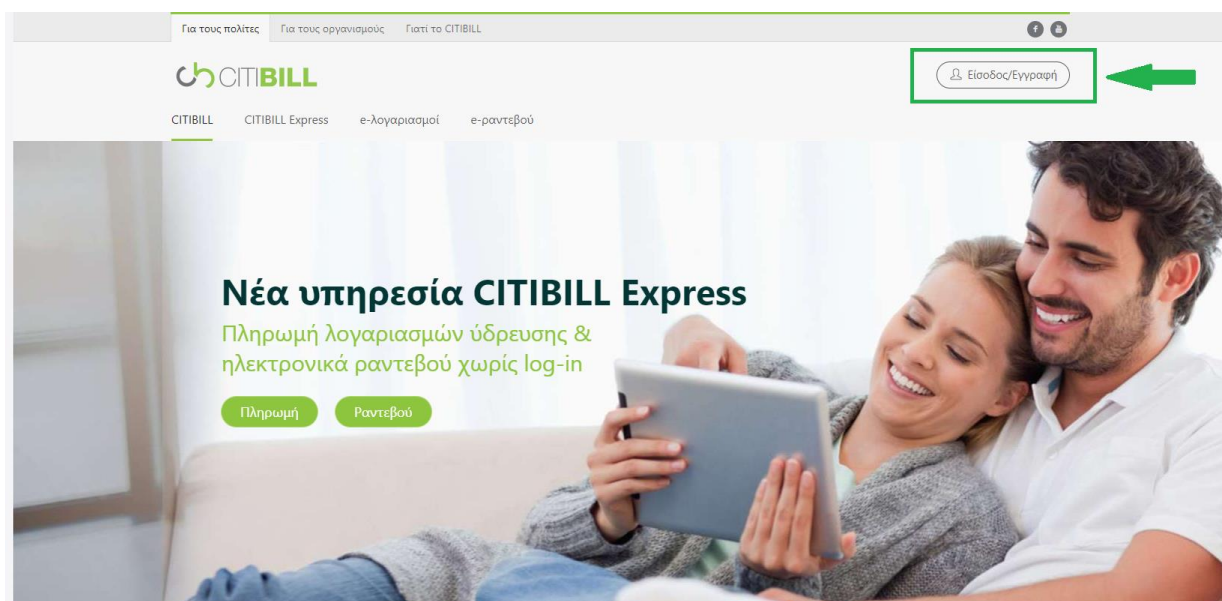 Για τους πολίτες Για τους οργανισμούς Γιατί το CITIBILL
CITIBILL
Είσοδος/Εγγραφή
CITIBILL CITIBILL Express e-λογαριασμοί e-ραντεβού
Νέα υπηρεσία CITIBILL Express
Πληρωμή λογαριασμών ύδρευσης &
ηλεκτρονικά ραντεβού χωρίς log-in
Πληρωμή Ραντεβού